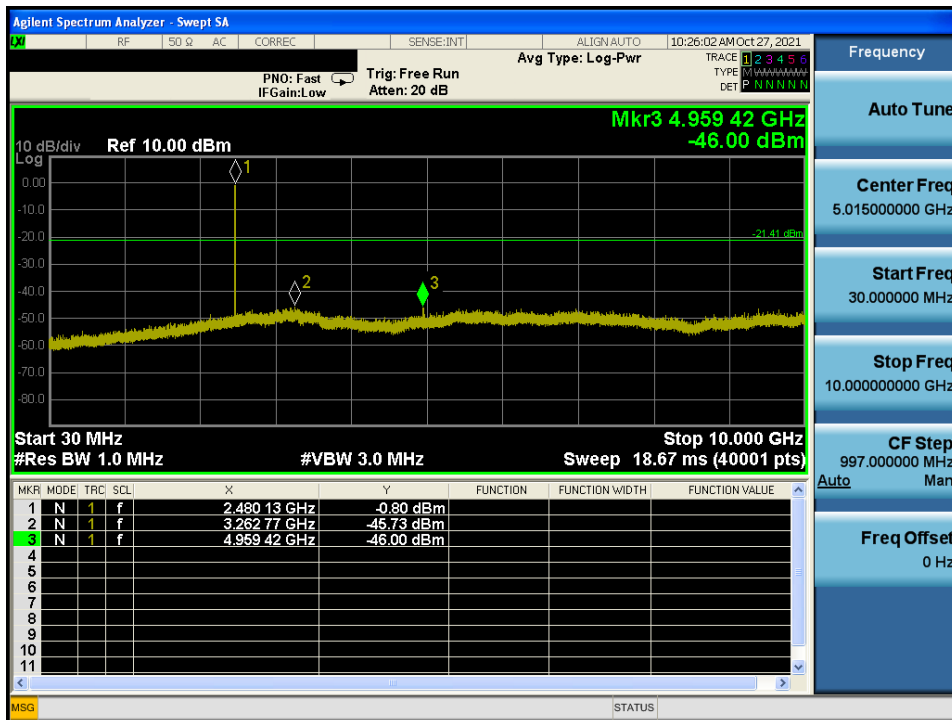 Agilent Spectrum Analyzer - Swept SA
LXI RF 50 Ω AC CORREC SENSE:INT ALIGN AUTO 10:26:02 AM Oct 27, 2021
Avg Type: Log-Pwr
TRACE 1 2 3 4 5 6
TYPE M W W W W W
DET P N N N N N
PNO: Fast Trig: Free Run
IFGain:Low Atten: 20 dB
Mkr3 4.959 42 GHz
-46.00 dBm
10 dB/div Ref 10.00 dBm
Log
1
0.00
-10.0
-20.0
-21.41 dBm
-30.0
2
3
-40.0
-50.0
-60.0
-70.0
-80.0
Start 30 MHz Stop 10.000 GHz
#Res BW 1.0 MHz #VBW 3.0 MHz Sweep 18.67 ms (40001 pts)
MKR MODE TRC SCL X Y FUNCTION FUNCTION WIDTH FUNCTION VALUE
1 N 1 f 2.480 13 GHz -0.80 dBm
2 N 1 f 3.262 77 GHz -45.73 dBm
3 N 1 f 4.959 42 GHz -46.00 dBm
4
5
6
7
8
9
10
11
MSG STATUS
Frequency
Auto Tune
Center Freq
5.015000000 GHz
Start Freq
30.000000 MHz
Stop Freq
10.000000000 GHz
CF Step
997.000000 MHz
Auto Man
Freq Offset
0 Hz